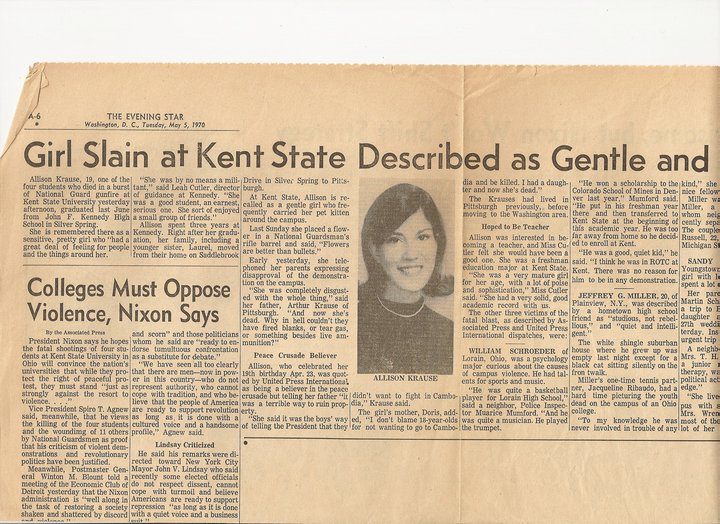 A-6
THE EVENING STAR
Washington, D. C., Tuesday, May 5, 1970
Girl Slain at Kent State Described as Gentle and
Allison Krause, 19, one of the
four students who died in a burst
of National Guard gunfire at
Kent State University yesterday
afternoon, graduated last June
from John F. Kennedy High
School in Silver Spring.
She is remembered there as a
sensitive, pretty girl who "had a
great deal of feeling for people
and the things around her.
"She was by no means a mili-
tant," said Leah Cutler, director
of guidance at Kennedy. "She
was a good student, an earnest,
serious one. She sort of enjoyed
a small group of friends."
Allison spent three years at
Kennedy. Right after her gradu-
ation, her family, including a
younger sister, Laurel, moved
from their home on Saddlebrook
Drive in Silver Spring to Pitts-
burgh.
At Kent State, Allison is re-
called as a gentle girl who fre-
quently carried her pet kitten
around the campus.
Last Sunday she placed a flow-
er in a National Guardsman's
rifle barrel and said, "Flowers
are better than bullets."
Early yesterday, she tele-
phoned her parents expressing
disapproval of the demonstra-
tion on the campus.
"She was completely disgust-
ed with the whole thing," said
her father, Arthur Krause of
Pittsburgh. "And now she's
dead. Why in hell couldn't they
have fired blanks, or tear gas,
or something besides live am-
munition?"
Peace Crusade Believer
Allison, who celebrated her
19th birthday Apr. 23, was quot-
ed by United Press International
as being a believer in the peace
crusade but telling her father "it
was a terrible way to ruin prop-
erty.
"She said it was the boys' way
of telling the President that they
ALLISON KRAUSE
didn't want to fight in Cambo-
dia," Krause said.
The girl's mother, Doris, add-
ed, "I don't blame 18-year-olds
for not wanting to go to Cambo-
dia and be killed. I had a daugh-
ter and now she's dead."
The Krauses had lived in
Pittsburgh previously, before
moving to the Washington area.
Hoped to Be Teacher
Allison was interested in be-
coming a teacher, and Miss Cut-
ler felt she would have been a
good one. She was a freshman
education major at Kent State.
"She was a very mature girl
for her age, with a lot of poise
and sophistication," Miss Cutler
said. "She had a very solid, good
academic record with us.
The other three victims of the
fatal blast, as described by As-
sociated Press and United Press
International dispatches, were:
WILLIAM SCHROEDER of
Lorain, Ohio, was a psychology
major curious about the causes
of campus violence. He had tal-
ents for sports and music.
"He was quite a basketball
player for Lorain High School,"
said a neighbor, Police Inspec-
tor Maurice Mumford. "And he
was quite a musician. He played
the trumpet.
"He won a scholarship to the
Colorado School of Mines in Den-
ver last year," Mumford said.
"He put in his freshman year
there and then transferred to
Kent State at the beginning of
this academic year. He was too
far away from home so he decid-
ed to enroll at Kent.
"He was a good, quiet kid," he
said. "I think he was in ROTC at
Kent. There was no reason for
him to be in any demonstration.
JEFFREY G. MILLER, 20, of
Plainview, N.Y., was described
by a hometown high school
friend as "studious, not rebel-
lious," and "quiet and intelli-
gent."
The white shingle suburban
house where he grew up was
empty last night except for a
black cat sitting silently on the
front walk.
Miller's one-time tennis part-
ner, Jacqueline Ribaudo, had a
hard time picturing the youth
dead on the campus of an Ohio
college.
"To my knowledge he was
never involved in trouble of any
kind," she
nice fellow
Miller w
Miller, a
whom
cently sepa
The couple
Russell, 22,
Michigan S
SANDY
Youngstow
girl with
spent a lot
Her pare
Martin Sch
a trip to
daughter
27th wed
terday. In
urgent trip
A neighb
Mrs. T. H
a junior
therapy, w
political ac
"She live
pus with
Mrs. Wren
most of the
lot of her
Colleges Must Oppose
Violence, Nixon Says
By the Associated Press
President Nixon says he hopes
the fatal shootings of four stu-
dents at Kent State University in
Ohio will convince the nation's
universities that while they pro-
tect the right of peaceful pro-
test, they must stand "just as
strongly against the resort to
violence. . . ."
Vice President Spiro T. Agnew
said, meanwhile, that he views
the killing of the four students
and the wounding of 11 others
by National Guardsmen as proof
that his criticism of violent dem-
onstrations and revolutionary
politics has been justified.
Meanwhile, Postmaster Gen-
eral Winton M. Blount told a
meeting of the Economic Club of
Detroit yesterday that the Nixon
administration is "well along in
the task of restoring a society
shaken and shattered by discord
and violence."
and scorn" and those politicians
whom he said are "ready to en-
dorse tumultuous confrontation
as a substitute for debate."
"We have seen all too clearly
that there are men—now in pow-
er in this country—who do not
represent authority, who cannot
cope with tradition, and who be-
lieve that the people of America
are ready to support revolution
as long as it is done with a
cultured voice and a handsome
profile," Agnew said.
Lindsay Criticized
He said his remarks were di-
rected toward New York City
Mayor John V. Lindsay who said
recently some elected officials
do not respect dissent, cannot
cope with turmoil and believe
Americans are ready to support
repression "as long as it is done
with a quiet voice and a business
suit."